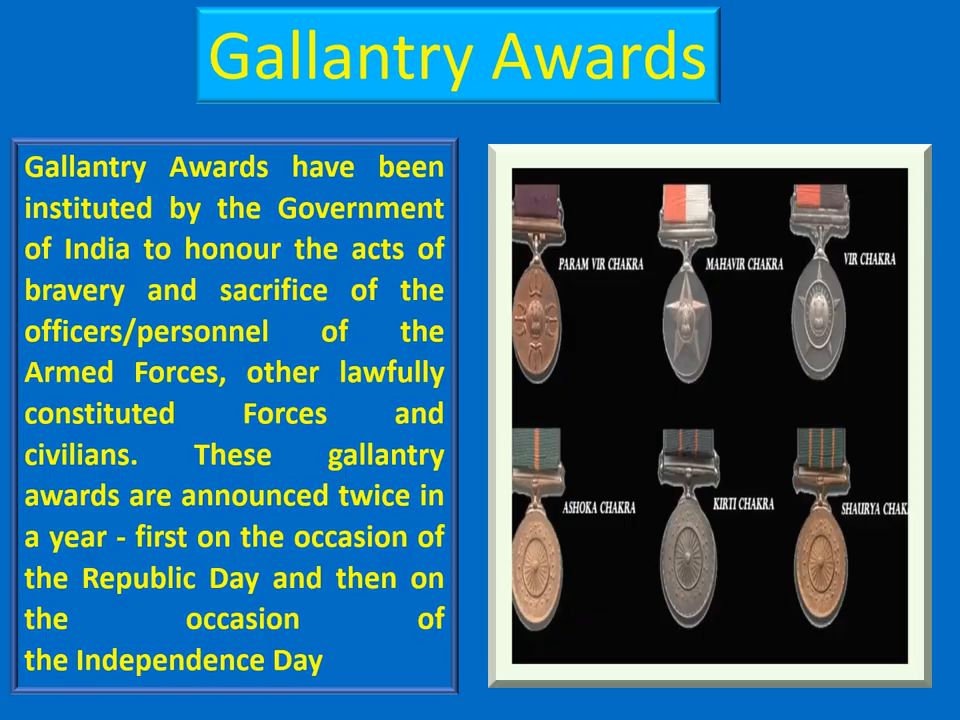 Gallantry Awards
Gallantry Awards have been
instituted by the Government
of India to honour the acts of
bravery and sacrifice of the
officers/personnel of the
Armed Forces, other lawfully
constituted Forces and
civilians. These gallantry
awards are announced twice in
a year - first on the occasion of
the Republic Day and then on
the occasion of
the Independence Day
PARAM VIR CHAKRA
MAHAVIR CHAKRA
VIR CHAKRA
ASHOKA CHAKRA
KIRTI CHAKRA
SHAURYA CHAK